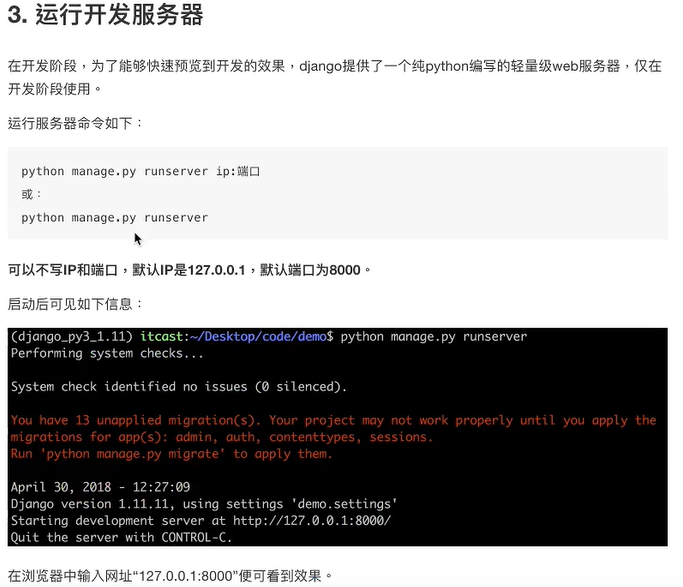 3. 运行开发服务器
在开发阶段，为了能够快速预览到开发的效果，django提供了一个纯python编写的轻量级web服务器，仅在
开发阶段使用。
运行服务器命令如下：
python manage.py runserver ip:端口
或：
python manage.py runserver
可以不写IP和端口，默认IP是127.0.0.1，默认端口为8000。
启动后可见如下信息：
(django_py3_1.11) itcast:~/Desktop/code/demo$ python manage.py runserver
Performing system checks...
System check identified no issues (0 silenced).
You have 13 unapplied migration(s). Your project may not work properly until you apply the
migrations for app(s): admin, auth, contenttypes, sessions.
Run 'python manage.py migrate' to apply them.
April 30, 2018 - 12:27:09
Django version 1.11.11, using settings 'demo.settings'
Starting development server at http://127.0.0.1:8000/
Quit the server with CONTROL-C.
在浏览器中输入网址“127.0.0.1:8000”便可看到效果。